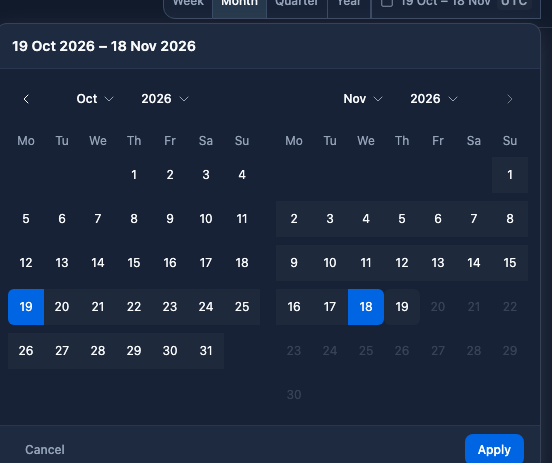 Week Month Quarter Year 19 Oct – 18 Nov UTC
19 Oct 2026 – 18 Nov 2026
Oct 2026 Nov 2026
Mo Tu We Th Fr Sa Su Mo Tu We Th Fr Sa Su
1 2 3 4 1
5 6 7 8 9 10 11 2 3 4 5 6 7 8
12 13 14 15 16 17 18 9 10 11 12 13 14 15
19 20 21 22 23 24 25 16 17 18 19 20 21 22
26 27 28 29 30 31 23 24 25 26 27 28 29
30
Cancel Apply